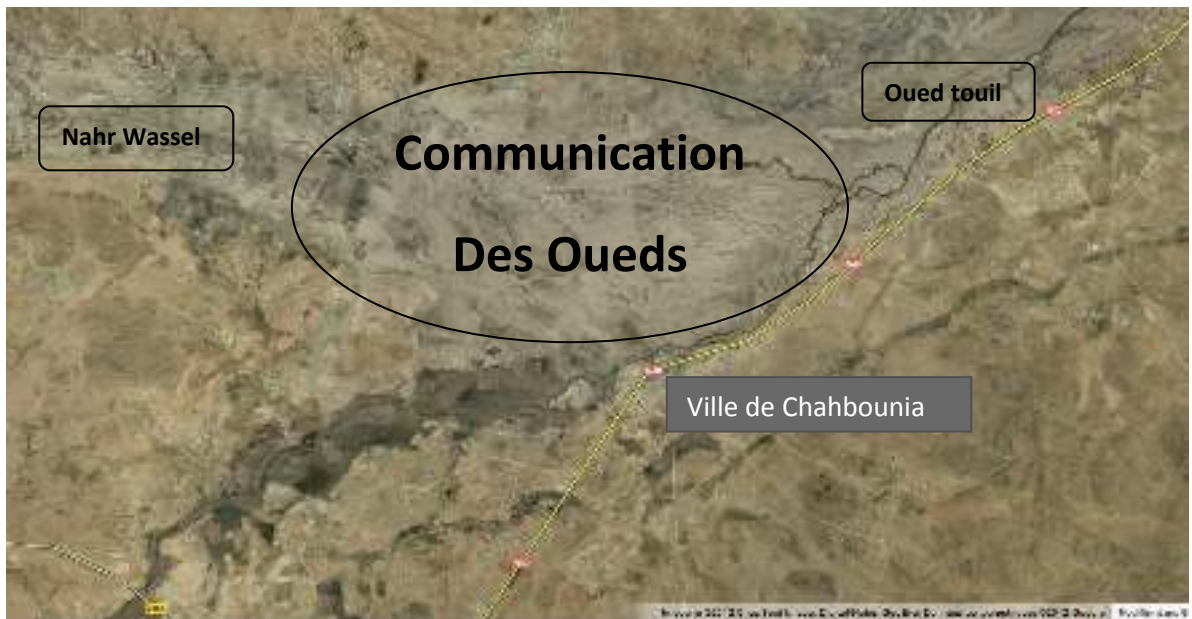 Nahr Wassel
Oued touil
Communication
Des Oueds
Ville de Chahbounia